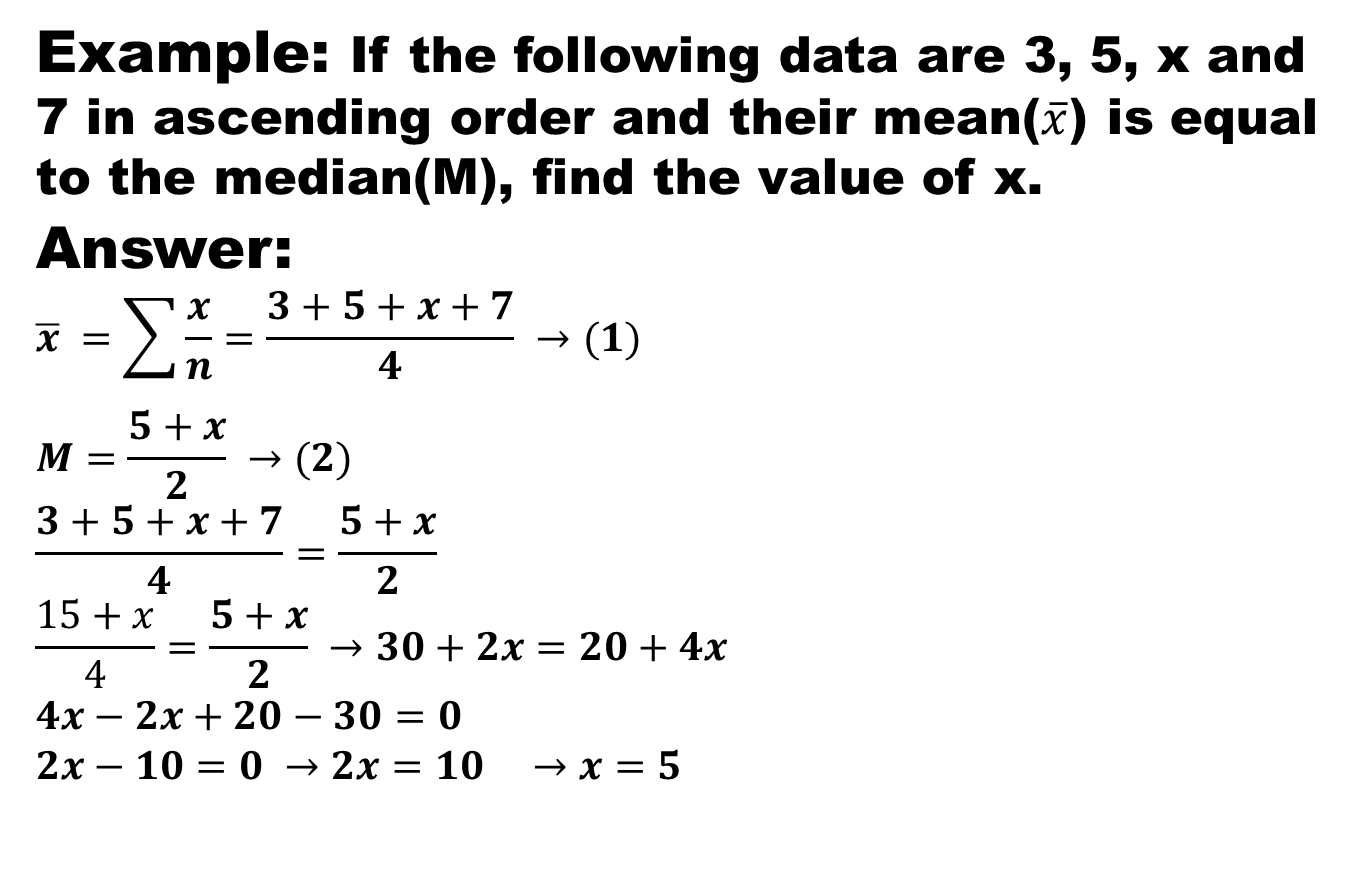 Example: If the following data are 3, 5, x and
7 in ascending order and their mean(x̄) is equal
to the median(M), find the value of x.
Answer:
x̄ = ∑ x/n = (3 + 5 + x + 7)/4 → (1)
M = (5 + x)/2 → (2)
(3 + 5 + x + 7)/4 = (5 + x)/2
(15 + x)/4 = (5 + x)/2 → 30 + 2x = 20 + 4x
4x − 2x + 20 − 30 = 0
2x − 10 = 0 → 2x = 10 → x = 5